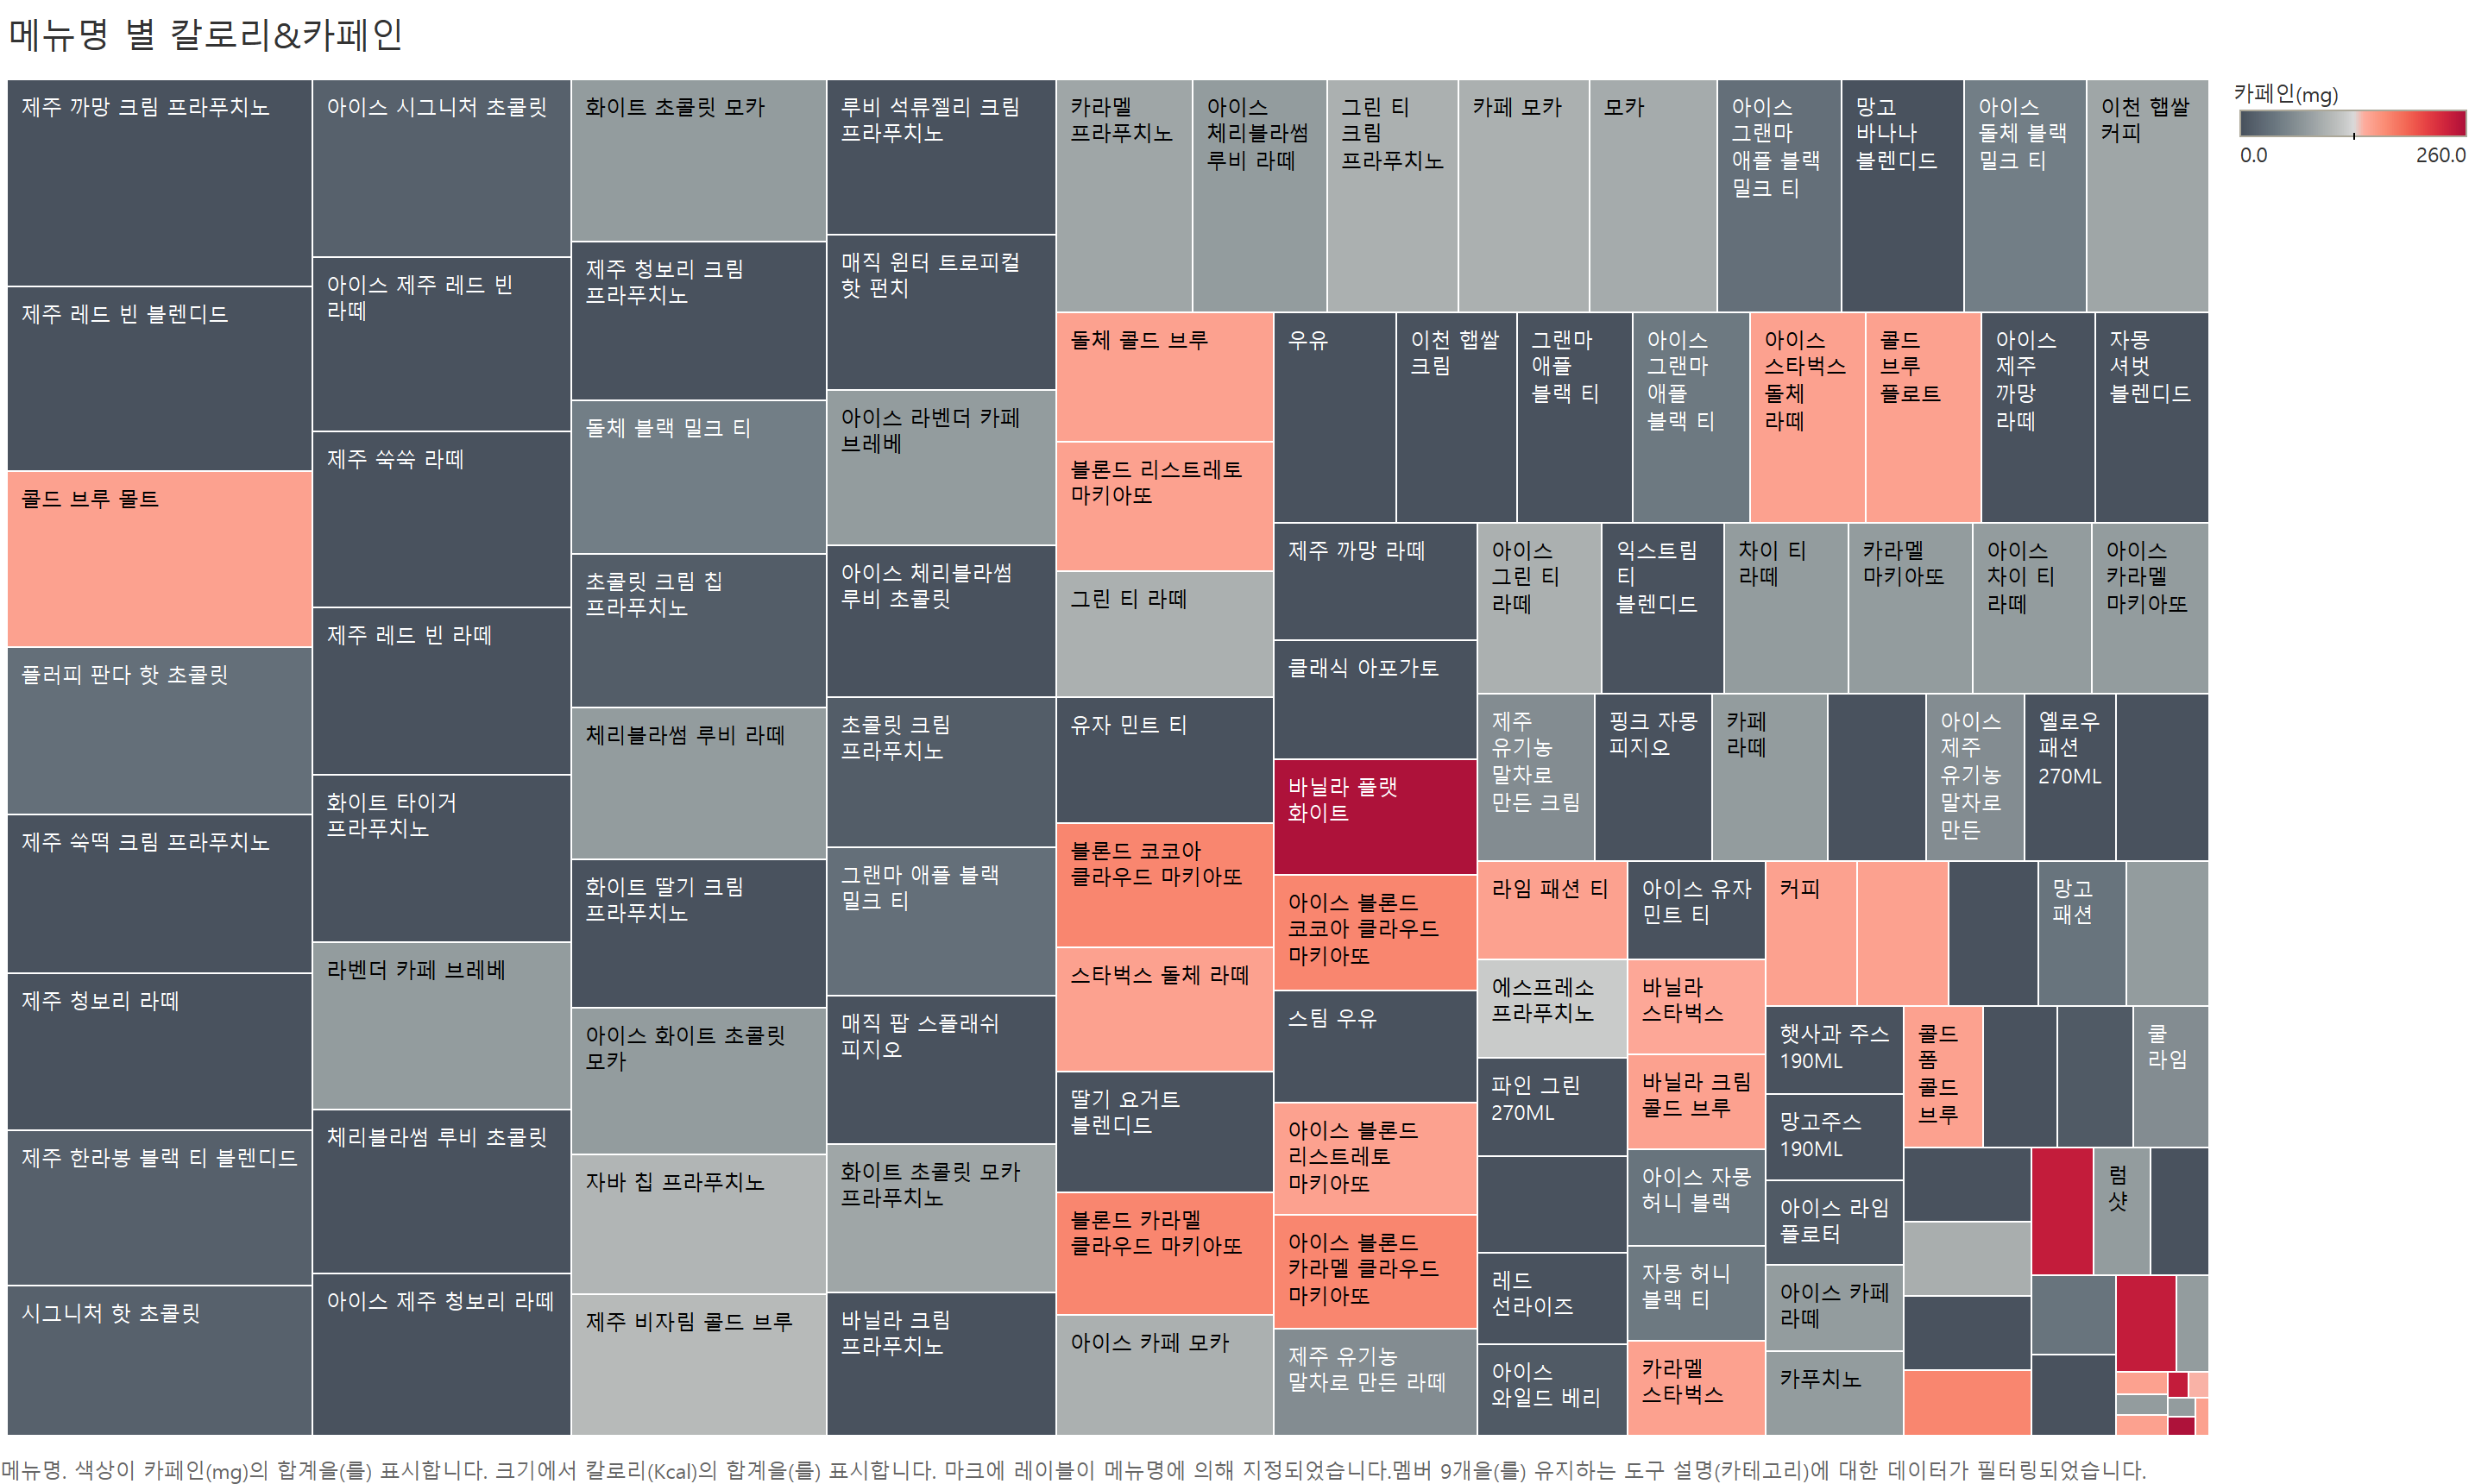 메뉴명 별 칼로리&카페인
제주 까망 크림 프라푸치노
제주 레드 빈 블렌디드
콜드 브루 몰트
플러피 판다 핫 초콜릿
제주 쑥떡 크림 프라푸치노
제주 청보리 라떼
제주 한라봉 블랙 티 블렌디드
시그니처 핫 초콜릿
아이스 시그니처 초콜릿
아이스 제주 레드 빈
라떼
제주 쑥쑥 라떼
제주 레드 빈 라떼
화이트 타이거
프라푸치노
라벤더 카페 브레베
체리블라썸 루비 초콜릿
아이스 제주 청보리 라떼
화이트 초콜릿 모카
제주 청보리 크림
프라푸치노
돌체 블랙 밀크 티
초콜릿 크림 칩
프라푸치노
체리블라썸 루비 라떼
화이트 딸기 크림
프라푸치노
아이스 화이트 초콜릿
모카
자바 칩 프라푸치노
제주 비자림 콜드 브루
루비 석류젤리 크림
프라푸치노
매직 윈터 트로피컬
핫 펀치
아이스 라벤더 카페
브레베
아이스 체리블라썸
루비 초콜릿
초콜릿 크림
프라푸치노
그랜마 애플 블랙
밀크 티
매직 팝 스플래쉬
피지오
화이트 초콜릿 모카
프라푸치노
바닐라 크림
프라푸치노
카라멜
프라푸치노
아이스
체리블라썸
루비 라떼
그린 티
크림
프라푸치노
카페 모카
모카
아이스
그랜마
애플 블랙
밀크 티
망고
바나나
블렌디드
아이스
돌체 블랙
밀크 티
이천 햅쌀
커피
돌체 콜드 브루
블론드 리스트레토
마키아또
그린 티 라떼
유자 민트 티
블론드 코코아
클라우드 마키아또
스타벅스 돌체 라떼
딸기 요거트
블렌디드
블론드 카라멜
클라우드 마키아또
아이스 카페 모카
우유
이천 햅쌀
크림
그랜마
애플
블랙 티
아이스
그랜마
애플
블랙 티
아이스
스타벅스
돌체
라떼
콜드
브루
플로트
아이스
제주
까망
라떼
자몽
셔벗
블렌디드
제주 까망 라떼
클래식 아포가토
바닐라 플랫
화이트
아이스 블론드
코코아 클라우드
마키아또
스팀 우유
아이스 블론드
리스트레토
마키아또
아이스 블론드
카라멜 클라우드
마키아또
제주 유기농
말차로 만든 라떼
아이스
그린 티
라떼
익스트림
티
블렌디드
차이 티
라떼
카라멜
마키아또
아이스
차이 티
라떼
아이스
카라멜
마키아또
제주
유기농
말차로
만든 크림
핑크 자몽
피지오
카페
라떼
아이스
제주
유기농
말차로
만든
옐로우
패션
270ML
라임 패션 티
에스프레소
프라푸치노
파인 그린
270ML
레드
선라이즈
아이스
와일드 베리
아이스 유자
민트 티
바닐라
스타벅스
바닐라 크림
콜드 브루
아이스 자몽
허니 블랙
자몽 허니
블랙 티
카라멜
스타벅스
커피
망고
패션
햇사과 주스
190ML
망고주스
190ML
아이스 라임
플로터
아이스 카페
라떼
카푸치노
콜드
폼
콜드
브루
쿨
라임
럼
샷
카페인(mg)
0.0 260.0
메뉴명. 색상이 카페인(mg)의 합계을(를) 표시합니다. 크기에서 칼로리(Kcal)의 합계을(를) 표시합니다. 마크에 레이블이 메뉴명에 의해 지정되었습니다.멤버 9개을(를) 유지하는 도구 설명(카테고리)에 대한 데이터가 필터링되었습니다.